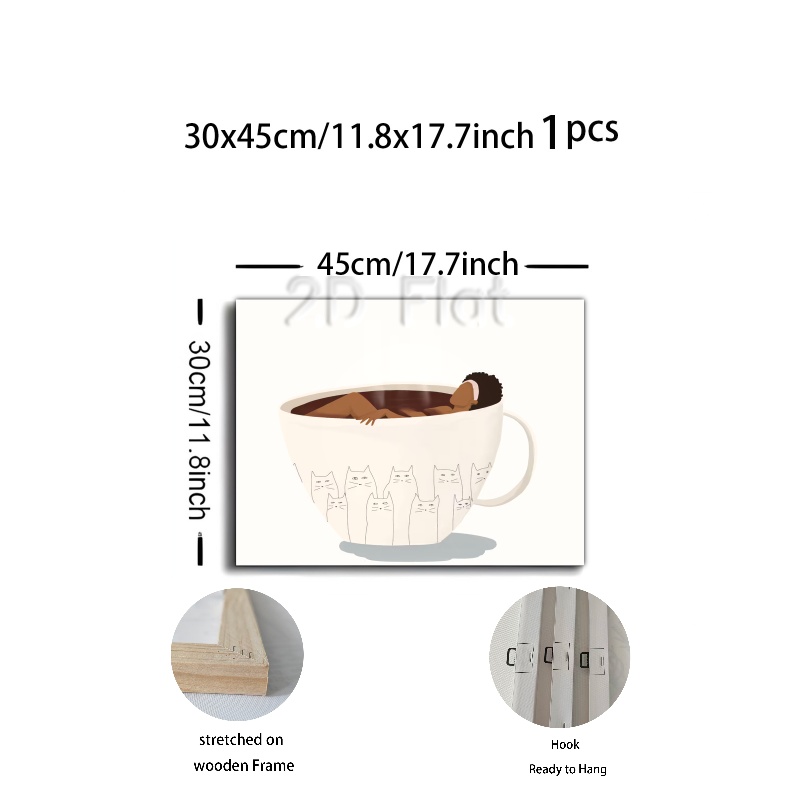 30x45cm/11.8x17.7inch 1pcs
45cm/17.7inch
2D Flat
30cm/11.8inch
stretched on
wooden Frame
Hook
Ready to Hang